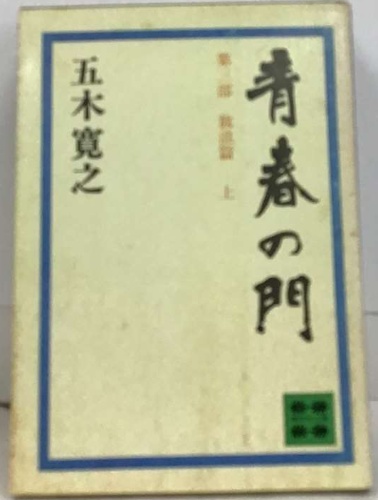 青春の門
第一部 筑豊篇 上
五木寛之